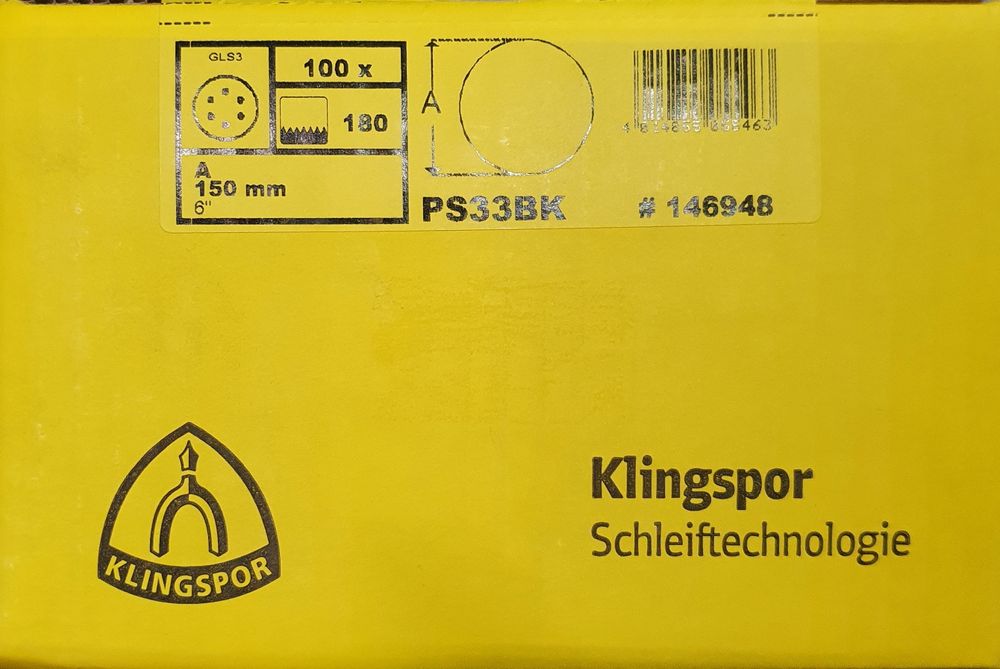 GLS3
100 x
180
A
150 mm
6"
A
PS33BK
# 146948
KLINGSPOR
Klingspor
Schleiftechnologie